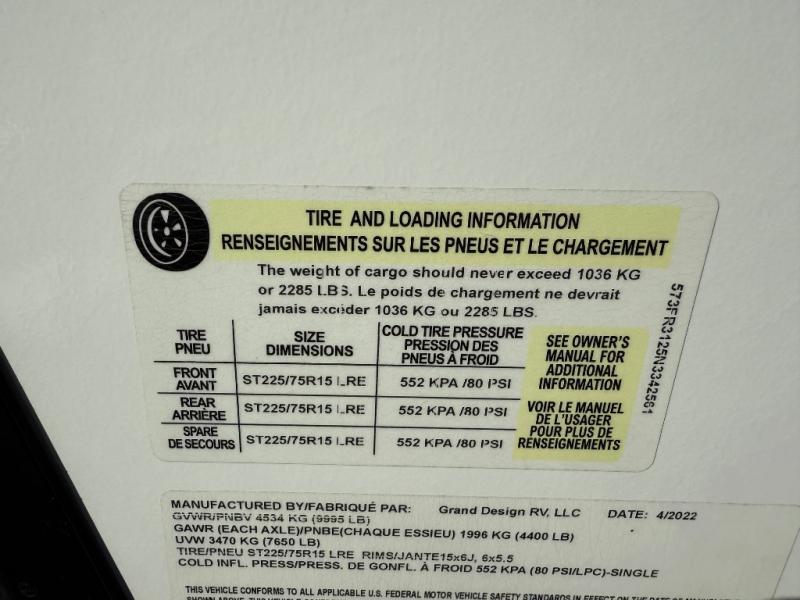 TIRE AND LOADING INFORMATION
RENSEIGNEMENTS SUR LES PNEUS ET LE CHARGEMENT
The weight of cargo should never exceed 1036 KG
or 2285 LBS. Le poids de chargement ne devrait
jamais excéder 1036 KG ou 2285 LBS.
TIRE PNEU
SIZE DIMENSIONS
COLD TIRE PRESSURE
PRESSION DES
PNEUS À FROID
FRONT
AVANT
ST225/75R15 LRE
552 KPA /80 PSI
REAR
ARRIÈRE
ST225/75R15 LRE
552 KPA /80 PSI
SPARE
DE SECOURS
ST225/75R15 LRE
552 KPA /80 PSI
SEE OWNER'S
MANUAL FOR
ADDITIONAL
INFORMATION
VOIR LE MANUEL
DE L'USAGER
POUR PLUS DE
RENSEIGNEMENTS
573FR3125N3342561
MANUFACTURED BY/FABRIQUÉ PAR: Grand Design RV, LLC DATE: 4/2022
GVWR/PNBV 4534 KG (9995 LB)
GAWR (EACH AXLE)/PNBE(CHAQUE ESSIEU) 1996 KG (4400 LB)
UVW 3470 KG (7650 LB)
TIRE/PNEU ST225/75R15 LRE RIMS/JANTE15x6J, 6x5.5
COLD INFL. PRESS/PRESS. DE GONFL. À FROID 552 KPA (80 PSI/LPC)-SINGLE
THIS VEHICLE CONFORMS TO ALL APPLICABLE U.S. FEDERAL MOTOR VEHICLE SAFETY STANDARDS IN EFFECT ON THE DATE OF